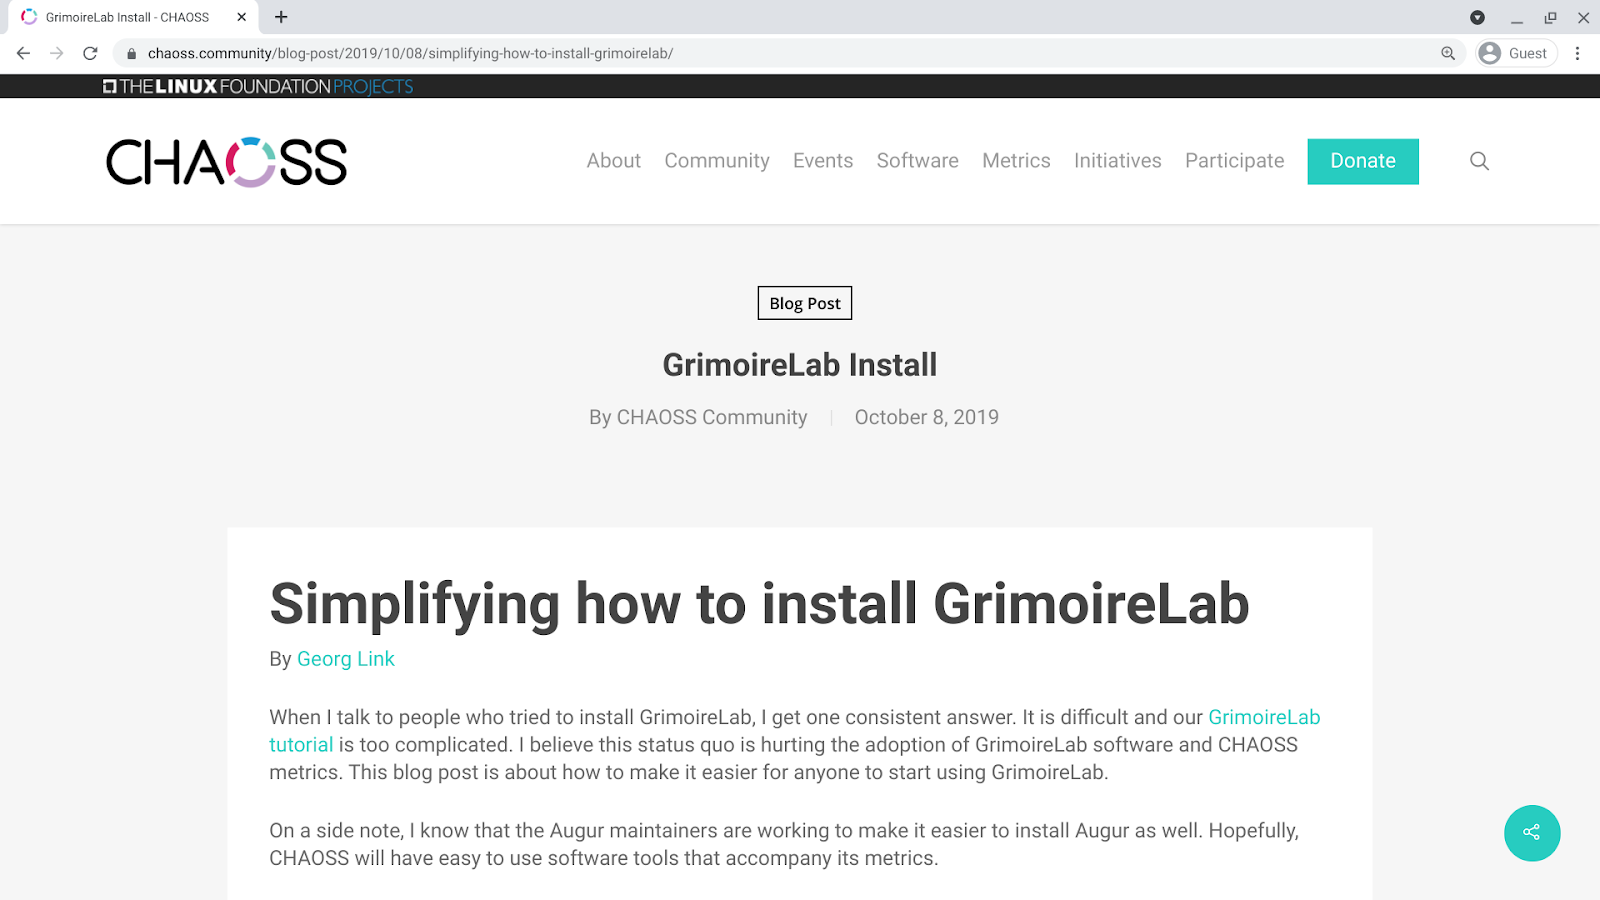 GrimoireLab Install - CHAOSS
chaoss.community/blog-post/2019/10/08/simplifying-how-to-install-grimoirelab/
Guest
THE LINUX FOUNDATION PROJECTS
CHAOSS
About Community Events Software Metrics Initiatives Participate Donate
Blog Post
GrimoireLab Install
By CHAOSS Community October 8, 2019
Simplifying how to install GrimoireLab
By Georg Link
When I talk to people who tried to install GrimoireLab, I get one consistent answer. It is difficult and our GrimoireLab
tutorial is too complicated. I believe this status quo is hurting the adoption of GrimoireLab software and CHAOSS
metrics. This blog post is about how to make it easier for anyone to start using GrimoireLab.
On a side note, I know that the Augur maintainers are working to make it easier to install Augur as well. Hopefully,
CHAOSS will have easy to use software tools that accompany its metrics.